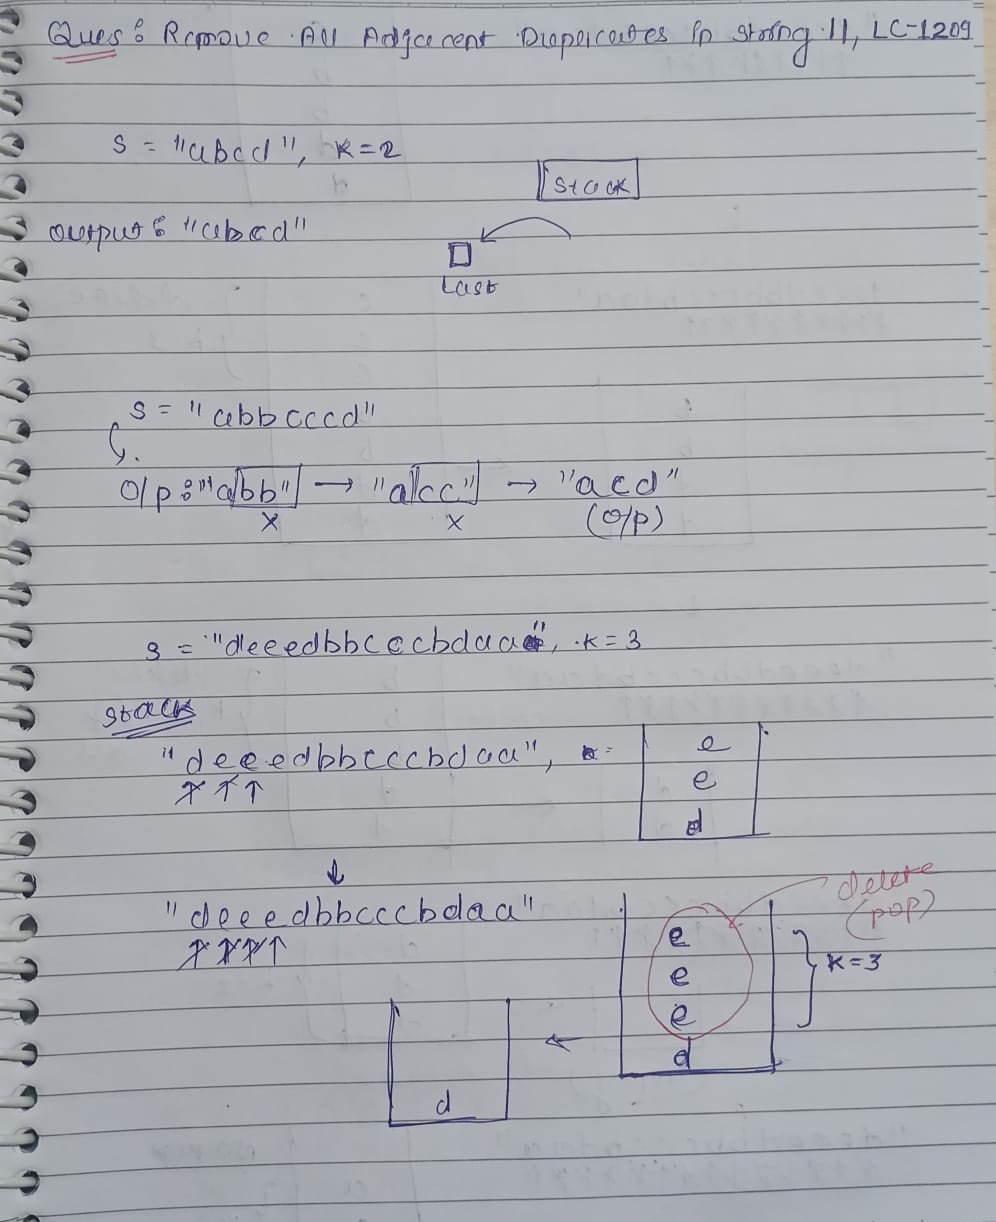 Ques : Remove All Adjacent Duplicates in String II, LC-1209
S = "abcd", K=2
Stack
Output : "abcd"
Last
S = "abbcccd"
O/p : "abb" → "acc" → "acd"
x x (O/p)
S = "deeedbbcccbdaa", K=3
Stack
"deeedbbcccbdaa",
e
e
d
"deeedbbcccbdaa"
delete
(pop)
e
e
e
d
K=3
d